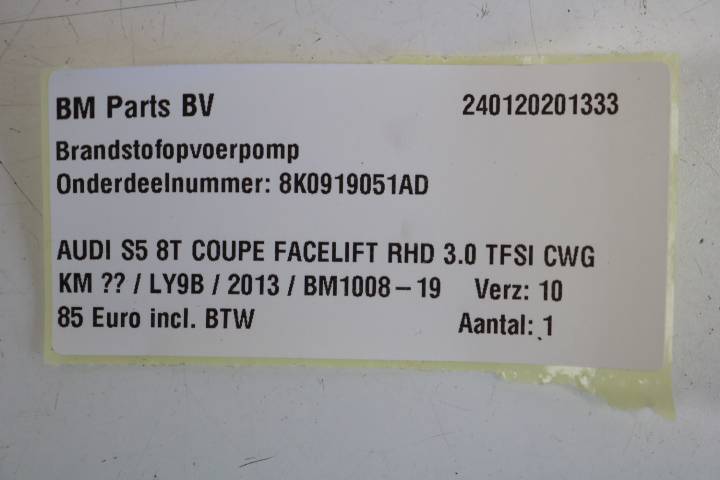 BM Parts BV 240120201333
Brandstofopvoerpomp
Onderdeelnummer: 8K0919051AD
AUDI S5 8T COUPE FACELIFT RHD 3.0 TFSI CWG
KM ?? / LY9B / 2013 / BM1008-19 Verz: 10
85 Euro incl. BTW Aantal: 1